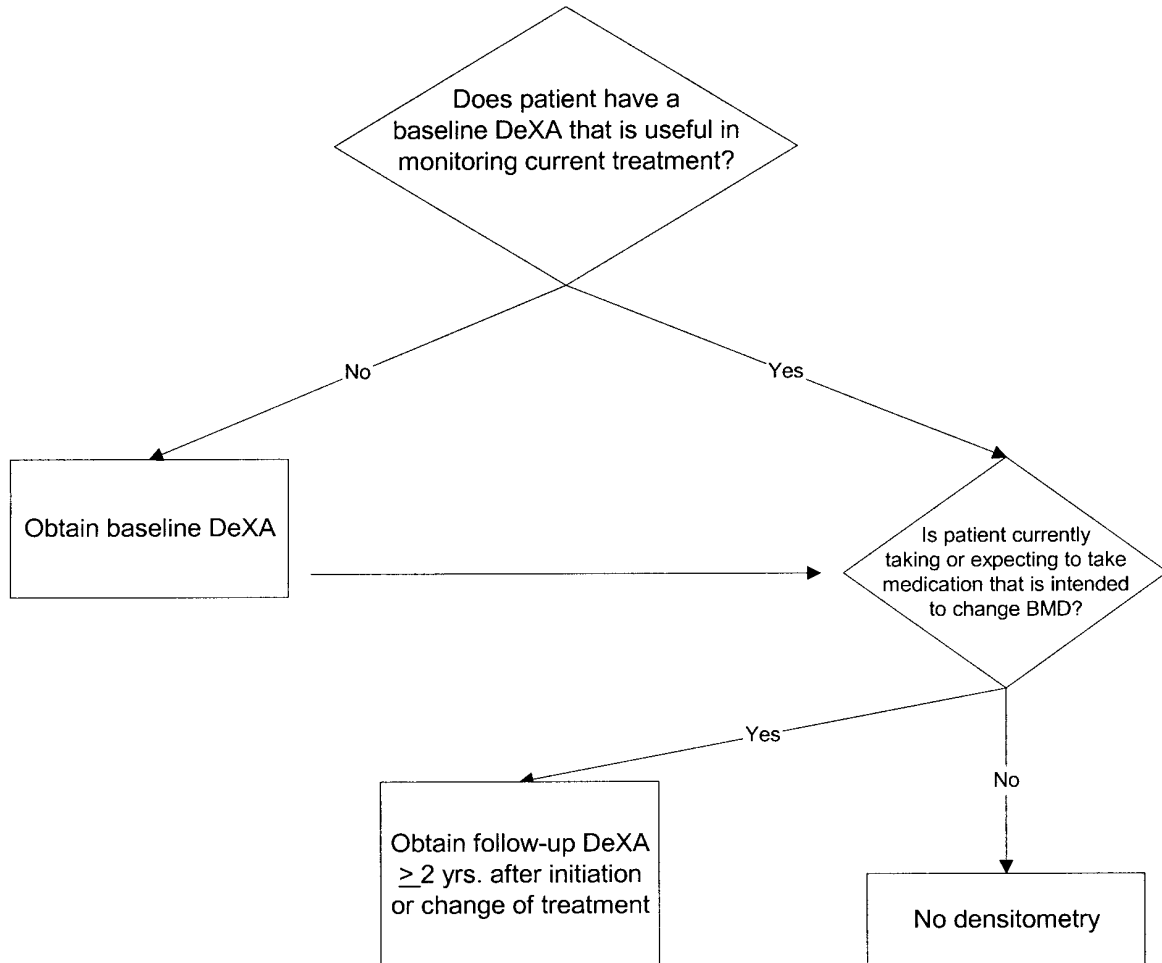 Does patient have a
baseline DeXA that is useful in
monitoring current treatment?
No
Yes
Obtain baseline DeXA
Is patient currently
taking or expecting to take
medication that is intended
to change BMD?
Yes
No
Obtain follow-up DeXA
≥ 2 yrs. after initiation
or change of treatment
No densitometry